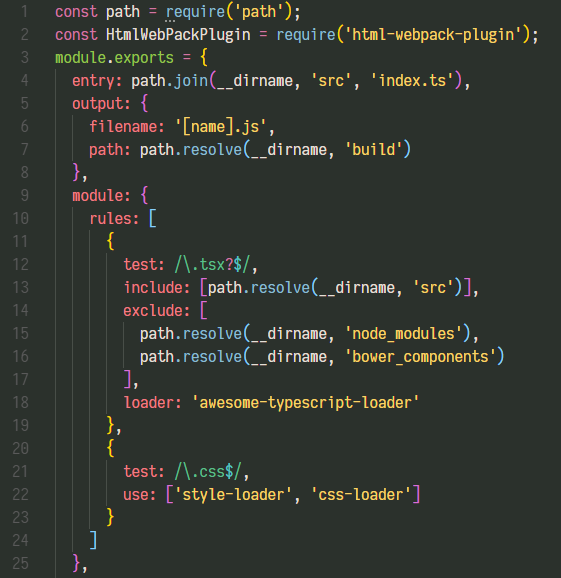 1 const path = require('path');
2 const HtmlWebPackPlugin = require('html-webpack-plugin');
3 module.exports = {
4   entry: path.join(__dirname, 'src', 'index.ts'),
5   output: {
6     filename: '[name].js',
7     path: path.resolve(__dirname, 'build')
8   },
9   module: {
10     rules: [
11       {
12         test: /\.tsx?$/,
13         include: [path.resolve(__dirname, 'src')],
14         exclude: [
15           path.resolve(__dirname, 'node_modules'),
16           path.resolve(__dirname, 'bower_components')
17         ],
18         loader: 'awesome-typescript-loader'
19       },
20       {
21         test: /\.css$/,
22         use: ['style-loader', 'css-loader']
23       }
24     ]
25   },